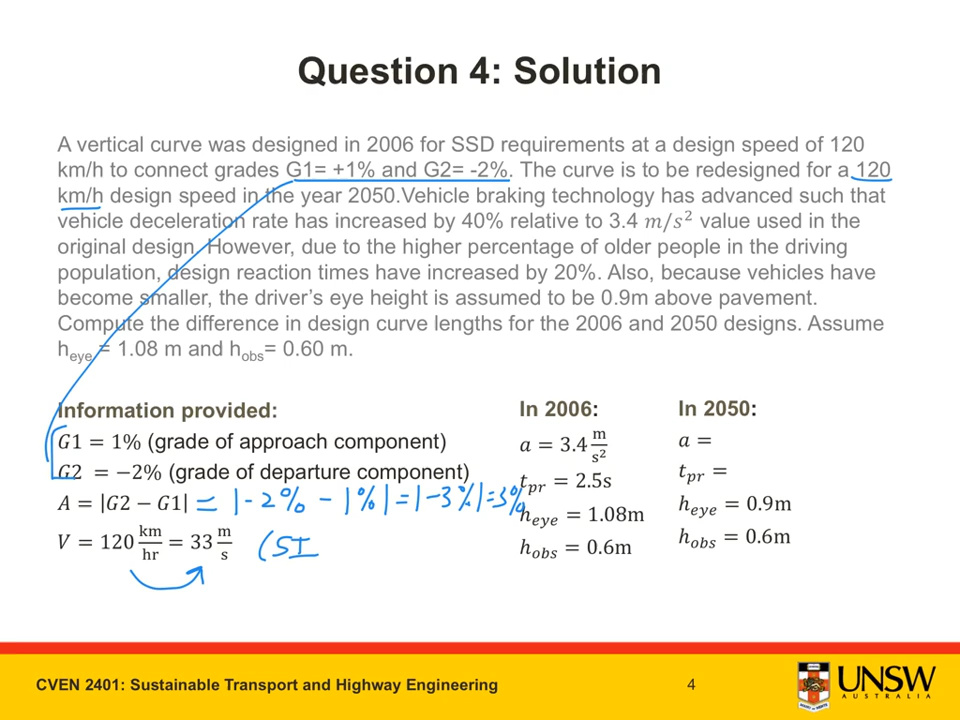 Question 4: Solution
A vertical curve was designed in 2006 for SSD requirements at a design speed of 120
km/h to connect grades G1= +1% and G2= -2%. The curve is to be redesigned for a 120
km/h design speed in the year 2050.Vehicle braking technology has advanced such that
vehicle deceleration rate has increased by 40% relative to 3.4 m/s² value used in the
original design. However, due to the higher percentage of older people in the driving
population, design reaction times have increased by 20%. Also, because vehicles have
become smaller, the driver's eye height is assumed to be 0.9m above pavement.
Compute the difference in design curve lengths for the 2006 and 2050 designs. Assume
h_eye = 1.08 m and h_obs= 0.60 m.
Information provided:
G1 = 1% (grade of approach component)
G2 = −2% (grade of departure component)
A = |G2 − G1| = |-2% - 1%| = |-3%| = 3%
V = 120 km/hr = 33 m/s (SI
In 2006:
a = 3.4 m/s²
t_pr = 2.5s
h_eye = 1.08m
h_obs = 0.6m
In 2050:
a =
t_pr =
h_eye = 0.9m
h_obs = 0.6m
CVEN 2401: Sustainable Transport and Highway Engineering
4
UNSW
AUSTRALIA